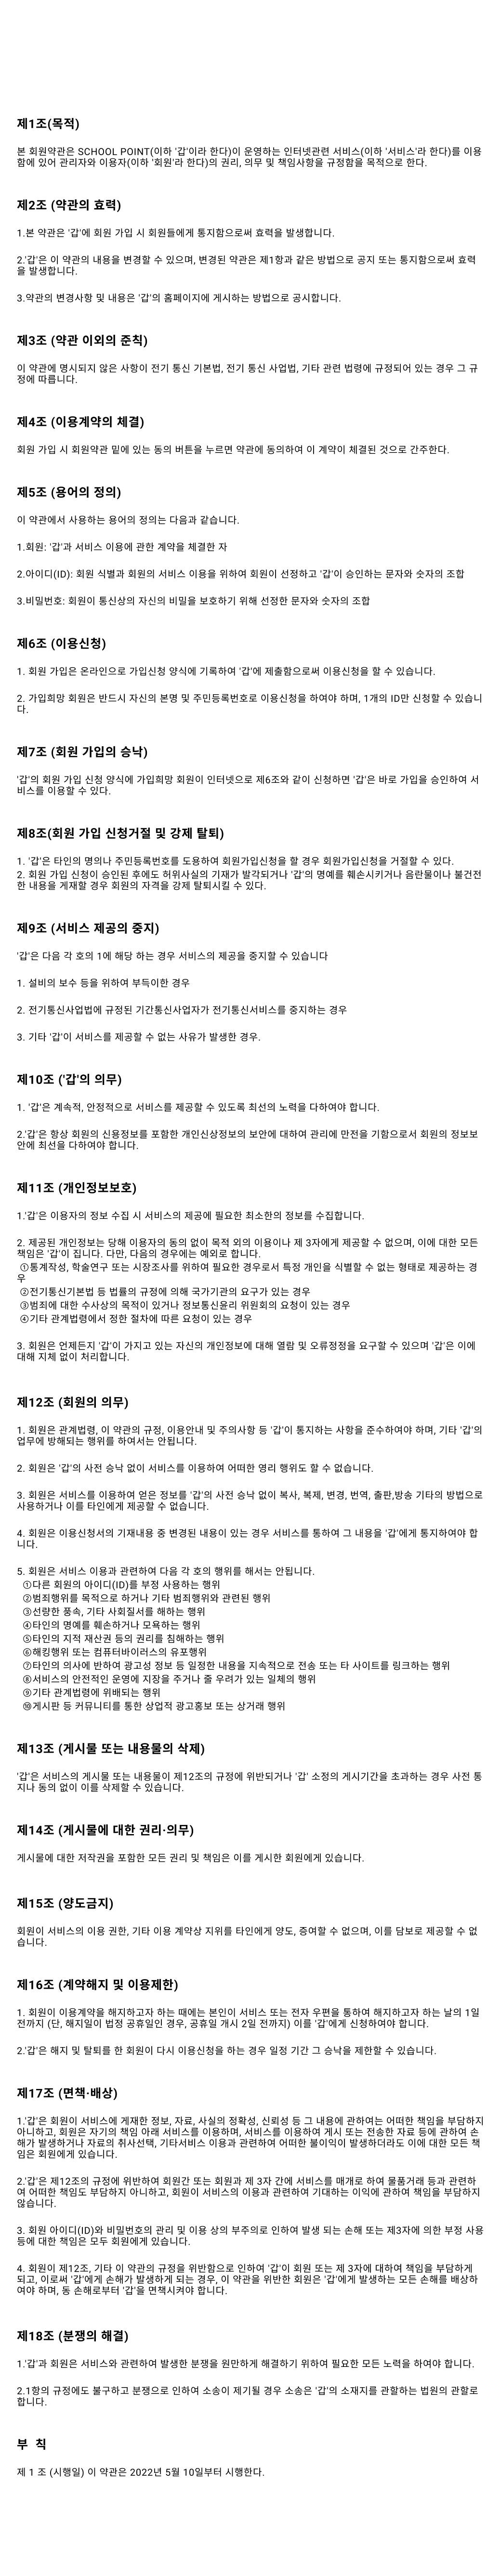 제1조(목적)
본 회원약관은 SCHOOL POINT(이하 '갑'이라 한다)이 운영하는 인터넷관련 서비스(이하 '서비스'라 한다)를 이용
함에 있어 관리자와 이용자(이하 '회원'라 한다)의 권리, 의무 및 책임사항을 규정함을 목적으로 한다.
제2조 (약관의 효력)
1.본 약관은 '갑'에 회원 가입 시 회원들에게 통지함으로써 효력을 발생합니다.
2.'갑'은 이 약관의 내용을 변경할 수 있으며, 변경된 약관은 제1항과 같은 방법으로 공지 또는 통지함으로써 효력
을 발생합니다.
3.약관의 변경사항 및 내용은 '갑'의 홈페이지에 게시하는 방법으로 공시합니다.
제3조 (약관 이외의 준칙)
이 약관에 명시되지 않은 사항이 전기 통신 기본법, 전기 통신 사업법, 기타 관련 법령에 규정되어 있는 경우 그 규
정에 따릅니다.
제4조 (이용계약의 체결)
회원 가입 시 회원약관 밑에 있는 동의 버튼을 누르면 약관에 동의하여 이 계약이 체결된 것으로 간주한다.
제5조 (용어의 정의)
이 약관에서 사용하는 용어의 정의는 다음과 같습니다.
1.회원: '갑'과 서비스 이용에 관한 계약을 체결한 자
2.아이디(ID): 회원 식별과 회원의 서비스 이용을 위하여 회원이 선정하고 '갑'이 승인하는 문자와 숫자의 조합
3.비밀번호: 회원이 통신상의 자신의 비밀을 보호하기 위해 선정한 문자와 숫자의 조합
제6조 (이용신청)
1. 회원 가입은 온라인으로 가입신청 양식에 기록하여 '갑'에 제출함으로써 이용신청을 할 수 있습니다.
2. 가입희망 회원은 반드시 자신의 본명 및 주민등록번호로 이용신청을 하여야 하며, 1개의 ID만 신청할 수 있습니
다.
제7조 (회원 가입의 승낙)
'갑'의 회원 가입 신청 양식에 가입희망 회원이 인터넷으로 제6조와 같이 신청하면 '갑'은 바로 가입을 승인하여 서
비스를 이용할 수 있다.
제8조(회원 가입 신청거절 및 강제 탈퇴)
1. '갑'은 타인의 명의나 주민등록번호를 도용하여 회원가입신청을 할 경우 회원가입신청을 거절할 수 있다.
2. 회원 가입 신청이 승인된 후에도 허위사실의 기재가 발각되거나 '갑'의 명예를 훼손시키거나 음란물이나 불건전
한 내용을 게재할 경우 회원의 자격을 강제 탈퇴시킬 수 있다.
제9조 (서비스 제공의 중지)
'갑'은 다음 각 호의 1에 해당 하는 경우 서비스의 제공을 중지할 수 있습니다
1. 설비의 보수 등을 위하여 부득이한 경우
2. 전기통신사업법에 규정된 기간통신사업자가 전기통신서비스를 중지하는 경우
3. 기타 '갑'이 서비스를 제공할 수 없는 사유가 발생한 경우.
제10조 ('갑'의 의무)
1. '갑'은 계속적, 안정적으로 서비스를 제공할 수 있도록 최선의 노력을 다하여야 합니다.
2.'갑'은 항상 회원의 신용정보를 포함한 개인신상정보의 보안에 대하여 관리에 만전을 기함으로서 회원의 정보보
안에 최선을 다하여야 합니다.
제11조 (개인정보보호)
1.'갑'은 이용자의 정보 수집 시 서비스의 제공에 필요한 최소한의 정보를 수집합니다.
2. 제공된 개인정보는 당해 이용자의 동의 없이 목적 외의 이용이나 제 3자에게 제공할 수 없으며, 이에 대한 모든
책임은 '갑'이 집니다. 다만, 다음의 경우에는 예외로 합니다.
①통계작성, 학술연구 또는 시장조사를 위하여 필요한 경우로서 특정 개인을 식별할 수 없는 형태로 제공하는 경
우
②전기통신기본법 등 법률의 규정에 의해 국가기관의 요구가 있는 경우
③범죄에 대한 수사상의 목적이 있거나 정보통신윤리 위원회의 요청이 있는 경우
④기타 관계법령에서 정한 절차에 따른 요청이 있는 경우
3. 회원은 언제든지 '갑'이 가지고 있는 자신의 개인정보에 대해 열람 및 오류정정을 요구할 수 있으며 '갑'은 이에
대해 지체 없이 처리합니다.
제12조 (회원의 의무)
1. 회원은 관계법령, 이 약관의 규정, 이용안내 및 주의사항 등 '갑'이 통지하는 사항을 준수하여야 하며, 기타 '갑'의
업무에 방해되는 행위를 하여서는 안됩니다.
2. 회원은 '갑'의 사전 승낙 없이 서비스를 이용하여 어떠한 영리 행위도 할 수 없습니다.
3. 회원은 서비스를 이용하여 얻은 정보를 '갑'의 사전 승낙 없이 복사, 복제, 변경, 번역, 출판,방송 기타의 방법으로
사용하거나 이를 타인에게 제공할 수 없습니다.
4. 회원은 이용신청서의 기재내용 중 변경된 내용이 있는 경우 서비스를 통하여 그 내용을 '갑'에게 통지하여야 합
니다.
5. 회원은 서비스 이용과 관련하여 다음 각 호의 행위를 해서는 안됩니다.
①다른 회원의 아이디(ID)를 부정 사용하는 행위
②범죄행위를 목적으로 하거나 기타 범죄행위와 관련된 행위
③선량한 풍속, 기타 사회질서를 해하는 행위
④타인의 명예를 훼손하거나 모욕하는 행위
⑤타인의 지적 재산권 등의 권리를 침해하는 행위
⑥해킹행위 또는 컴퓨터바이러스의 유포행위
⑦타인의 의사에 반하여 광고성 정보 등 일정한 내용을 지속적으로 전송 또는 타 사이트를 링크하는 행위
⑧서비스의 안전적인 운영에 지장을 주거나 줄 우려가 있는 일체의 행위
⑨기타 관계법령에 위배되는 행위
⑩게시판 등 커뮤니티를 통한 상업적 광고홍보 또는 상거래 행위
제13조 (게시물 또는 내용물의 삭제)
'갑'은 서비스의 게시물 또는 내용물이 제12조의 규정에 위반되거나 '갑' 소정의 게시기간을 초과하는 경우 사전 통
지나 동의 없이 이를 삭제할 수 있습니다.
제14조 (게시물에 대한 권리·의무)
게시물에 대한 저작권을 포함한 모든 권리 및 책임은 이를 게시한 회원에게 있습니다.
제15조 (양도금지)
회원이 서비스의 이용 권한, 기타 이용 계약상 지위를 타인에게 양도, 증여할 수 없으며, 이를 담보로 제공할 수 없
습니다.
제16조 (계약해지 및 이용제한)
1. 회원이 이용계약을 해지하고자 하는 때에는 본인이 서비스 또는 전자 우편을 통하여 해지하고자 하는 날의 1일
전까지 (단, 해지일이 법정 공휴일인 경우, 공휴일 개시 2일 전까지) 이를 '갑'에게 신청하여야 합니다.
2.'갑'은 해지 및 탈퇴를 한 회원이 다시 이용신청을 하는 경우 일정 기간 그 승낙을 제한할 수 있습니다.
제17조 (면책·배상)
1.'갑'은 회원이 서비스에 게재한 정보, 자료, 사실의 정확성, 신뢰성 등 그 내용에 관하여는 어떠한 책임을 부담하지
아니하고, 회원은 자기의 책임 아래 서비스를 이용하며, 서비스를 이용하여 게시 또는 전송한 자료 등에 관하여 손
해가 발생하거나 자료의 취사선택, 기타서비스 이용과 관련하여 어떠한 불이익이 발생하더라도 이에 대한 모든 책
임은 회원에게 있습니다.
2.'갑'은 제12조의 규정에 위반하여 회원간 또는 회원과 제 3자 간에 서비스를 매개로 하여 물품거래 등과 관련하
여 어떠한 책임도 부담하지 아니하고, 회원이 서비스의 이용과 관련하여 기대하는 이익에 관하여 책임을 부담하지
않습니다.
3. 회원 아이디(ID)와 비밀번호의 관리 및 이용 상의 부주의로 인하여 발생 되는 손해 또는 제3자에 의한 부정 사용
등에 대한 책임은 모두 회원에게 있습니다.
4. 회원이 제12조, 기타 이 약관의 규정을 위반함으로 인하여 '갑'이 회원 또는 제 3자에 대하여 책임을 부담하게
되고, 이로써 '갑'에게 손해가 발생하게 되는 경우, 이 약관을 위반한 회원은 '갑'에게 발생하는 모든 손해를 배상하
여야 하며, 동 손해로부터 '갑'을 면책시켜야 합니다.
제18조 (분쟁의 해결)
1.'갑'과 회원은 서비스와 관련하여 발생한 분쟁을 원만하게 해결하기 위하여 필요한 모든 노력을 하여야 합니다.
2.1항의 규정에도 불구하고 분쟁으로 인하여 소송이 제기될 경우 소송은 '갑'의 소재지를 관할하는 법원의 관할로
합니다.
부 칙
제 1 조 (시행일) 이 약관은 2022년 5월 10일부터 시행한다.